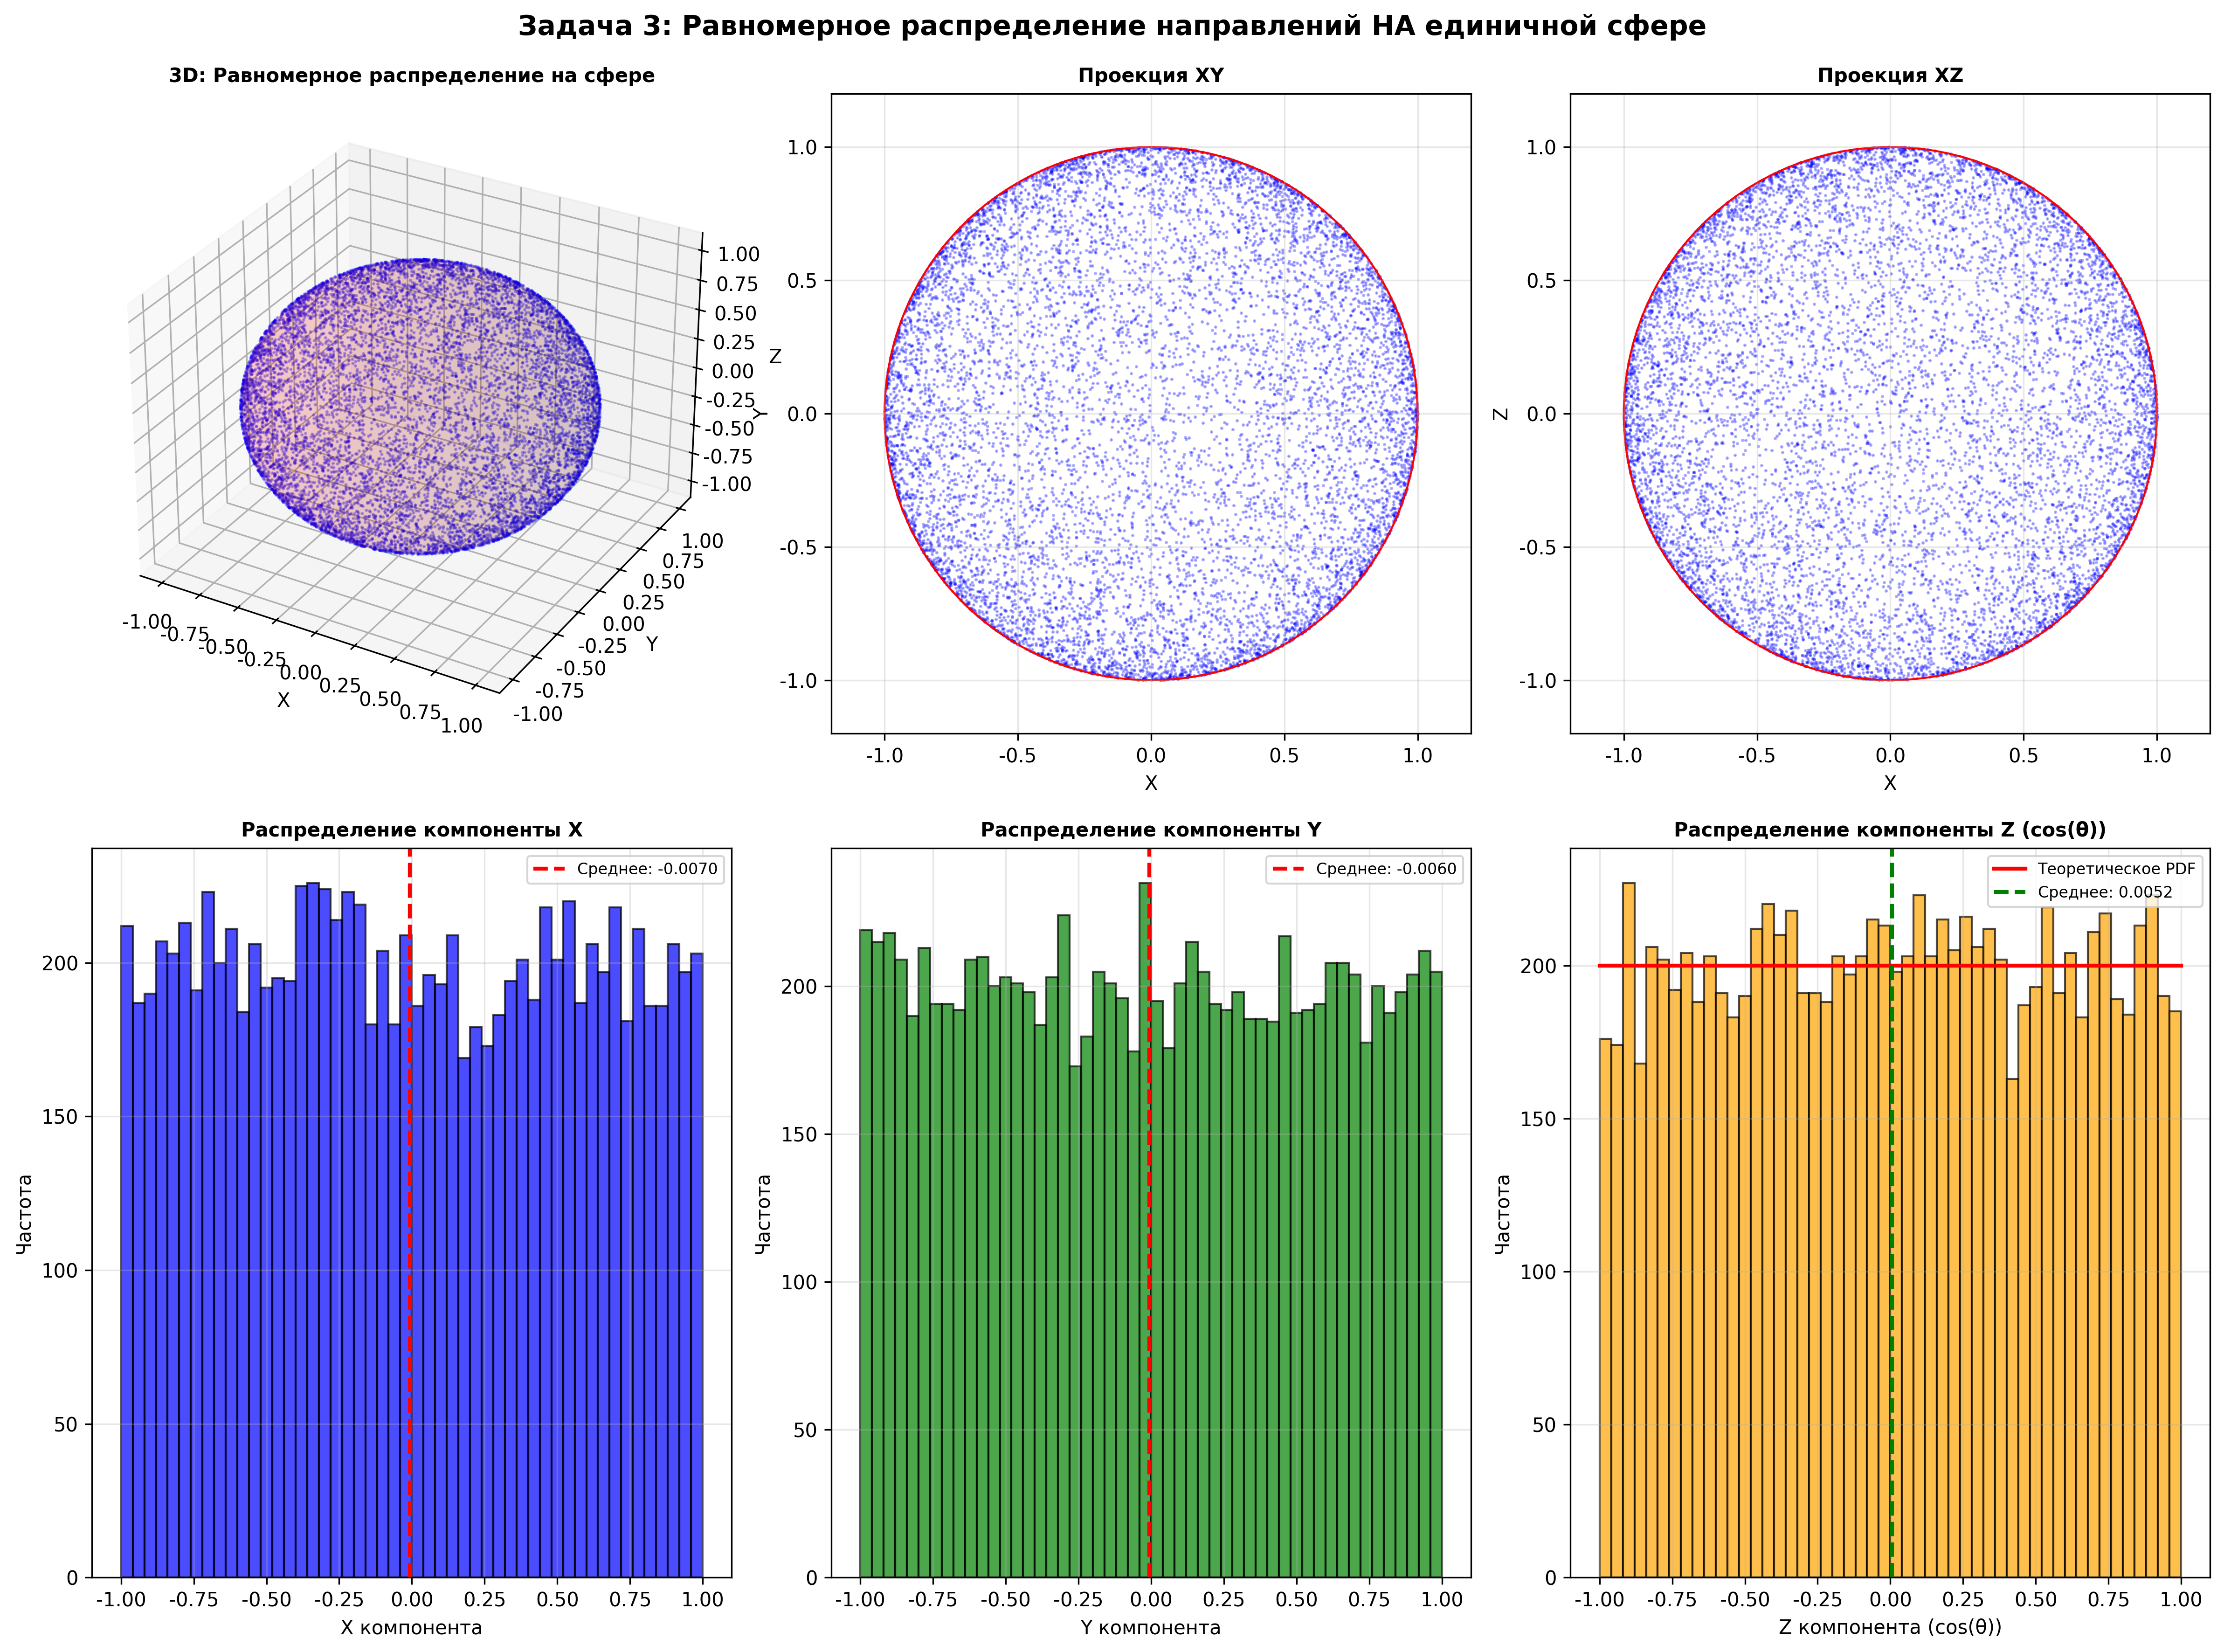 Задача 3: Равномерное распределение направлений НА единичной сфере
3D: Равномерное распределение на сфере
1.00
0.75
0.50
0.25
0.00
-0.25
-0.50
-0.75
-1.00
Z
1.00
0.75
0.50
0.25
0.00
-0.25
-0.50
-0.75
-1.00
Y
-1.00
-0.75
-0.50
-0.25
0.00
0.25
0.50
0.75
1.00
X
Проекция XY
Y
1.0
0.5
0.0
-0.5
-1.0
-1.0 -0.5 0.0 0.5 1.0
X
Проекция XZ
Z
1.0
0.5
0.0
-0.5
-1.0
-1.0 -0.5 0.0 0.5 1.0
X
Распределение компоненты X
Среднее: -0.0070
Частота
200
150
100
50
0
-1.00 -0.75 -0.50 -0.25 0.00 0.25 0.50 0.75 1.00
X компонента
Распределение компоненты Y
Среднее: -0.0060
Частота
200
150
100
50
0
-1.00 -0.75 -0.50 -0.25 0.00 0.25 0.50 0.75 1.00
Y компонента
Распределение компоненты Z (cos(θ))
Теоретическое PDF
Среднее: 0.0052
Частота
200
150
100
50
0
-1.00 -0.75 -0.50 -0.25 0.00 0.25 0.50 0.75 1.00
Z компонента (cos(θ))